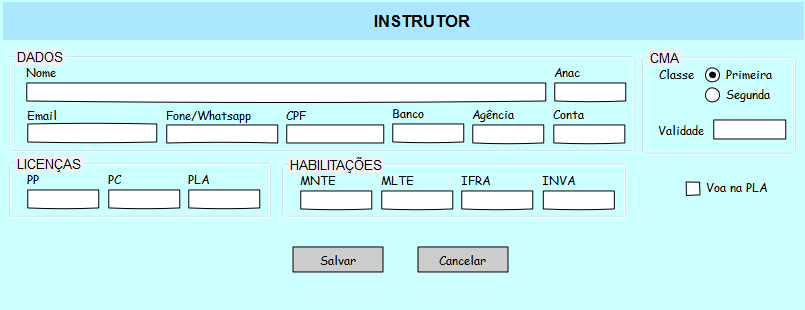 INSTRUTOR
DADOS
Nome Anac
Email Fone/Whatsapp CPF Banco Agência Conta
CMA
Classe Primeira
Segunda
Validade
LICENÇAS
PP PC PLA
HABILITAÇÕES
MNTE MLTE IFRA INVA
Voa na PLA
Salvar Cancelar